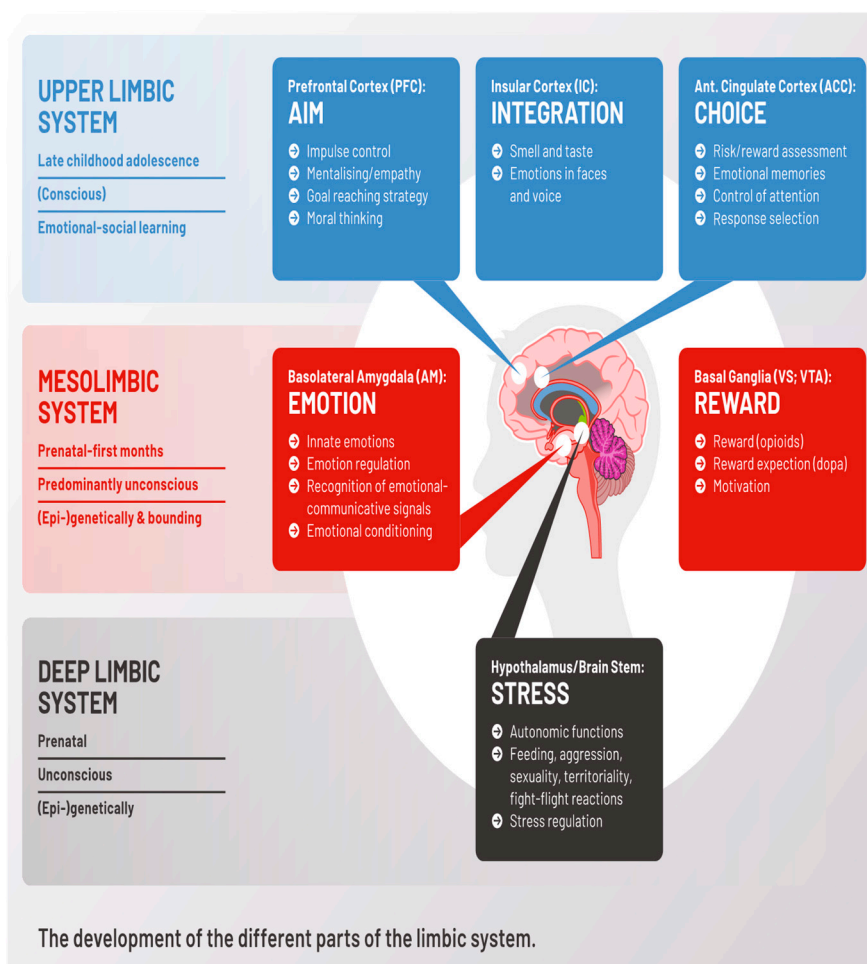 UPPER LIMBIC
SYSTEM
Late childhood adolescence
(Conscious)
Emotional-social learning
Prefrontal Cortex (PFC):
AIM
Impulse control
Mentalising/empathy
Goal reaching strategy
Moral thinking
Insular Cortex (IC):
INTEGRATION
Smell and taste
Emotions in faces
and voice
Ant. Cingulate Cortex (ACC):
CHOICE
Risk/reward assessment
Emotional memories
Control of attention
Response selection
MESOLIMBIC
SYSTEM
Prenatal-first months
Predominantly unconscious
(Epi-)genetically & bounding
Basolateral Amygdala (AM):
EMOTION
Innate emotions
Emotion regulation
Recognition of emotional-
communicative signals
Emotional conditioning
Basal Ganglia (VS; VTA):
REWARD
Reward (opioids)
Reward expection (dopa)
Motivation
DEEP LIMBIC
SYSTEM
Prenatal
Unconscious
(Epi-)genetically
Hypothalamus/Brain Stem:
STRESS
Autonomic functions
Feeding, aggression,
sexuality, territoriality,
fight-flight reactions
Stress regulation
The development of the different parts of the limbic system.